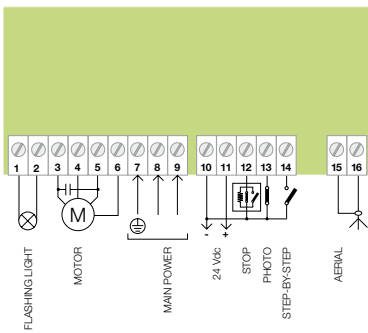 1 2 3 4 5 6 7 8 9 10 11 12 13 14 15 16
M
- +
FLASHING LIGHT
MOTOR
MAIN POWER
24 Vdc
STOP
PHOTO
STEP-BY-STEP
AERIAL